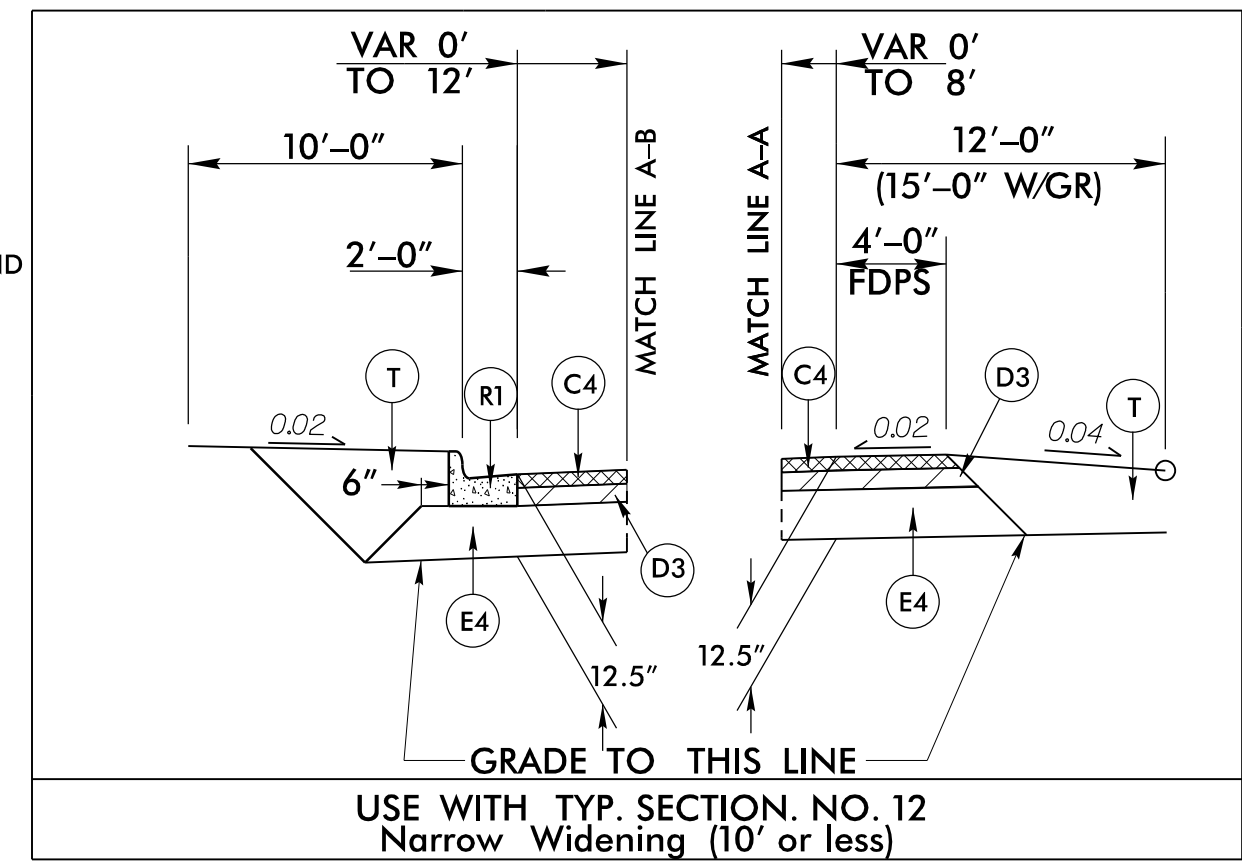 VAR 0'
TO 12'
VAR 0'
TO 8'
10'–0"
12'–0"
(15'–0" W/GR)
2'–0"
4'–0"
FDPS
MATCH LINE A–B
MATCH LINE A–A
ND
T
R1
C4
C4
D3
T
0.02
0.02
0.04
6"
D3
E4
E4
12.5"
12.5"
GRADE TO THIS LINE
USE WITH TYP. SECTION. NO. 12
Narrow Widening (10' or less)